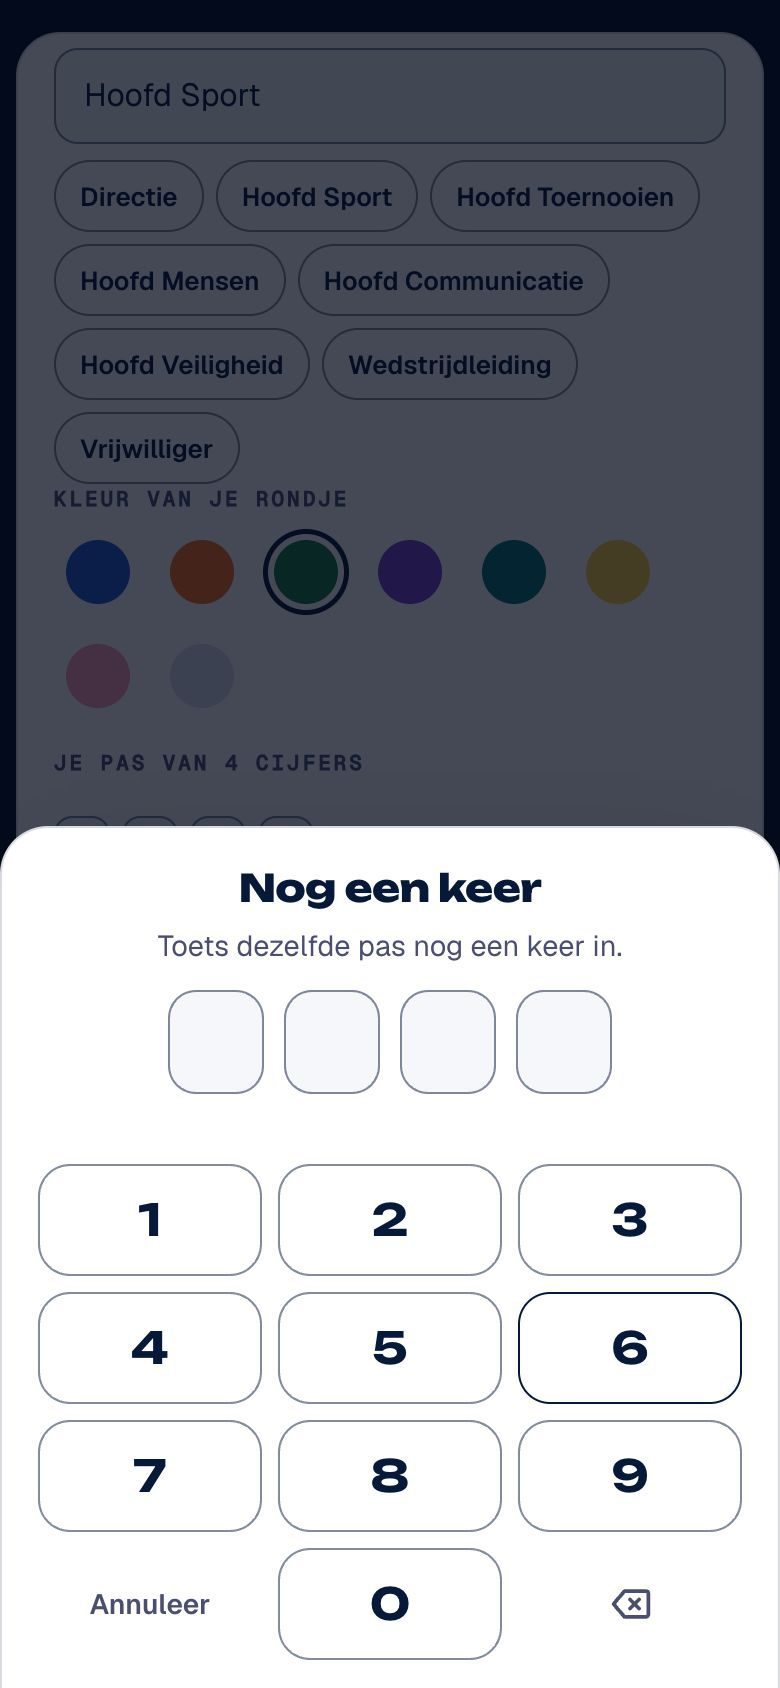 Hoofd Sport
Directie Hoofd Sport Hoofd Toernooien
Hoofd Mensen Hoofd Communicatie
Hoofd Veiligheid Wedstrijdleiding
Vrijwilliger
KLEUR VAN JE RONDJE
JE PAS VAN 4 CIJFERS
Nog een keer
Toets dezelfde pas nog een keer in.
1 2 3
4 5 6
7 8 9
Annuleer 0